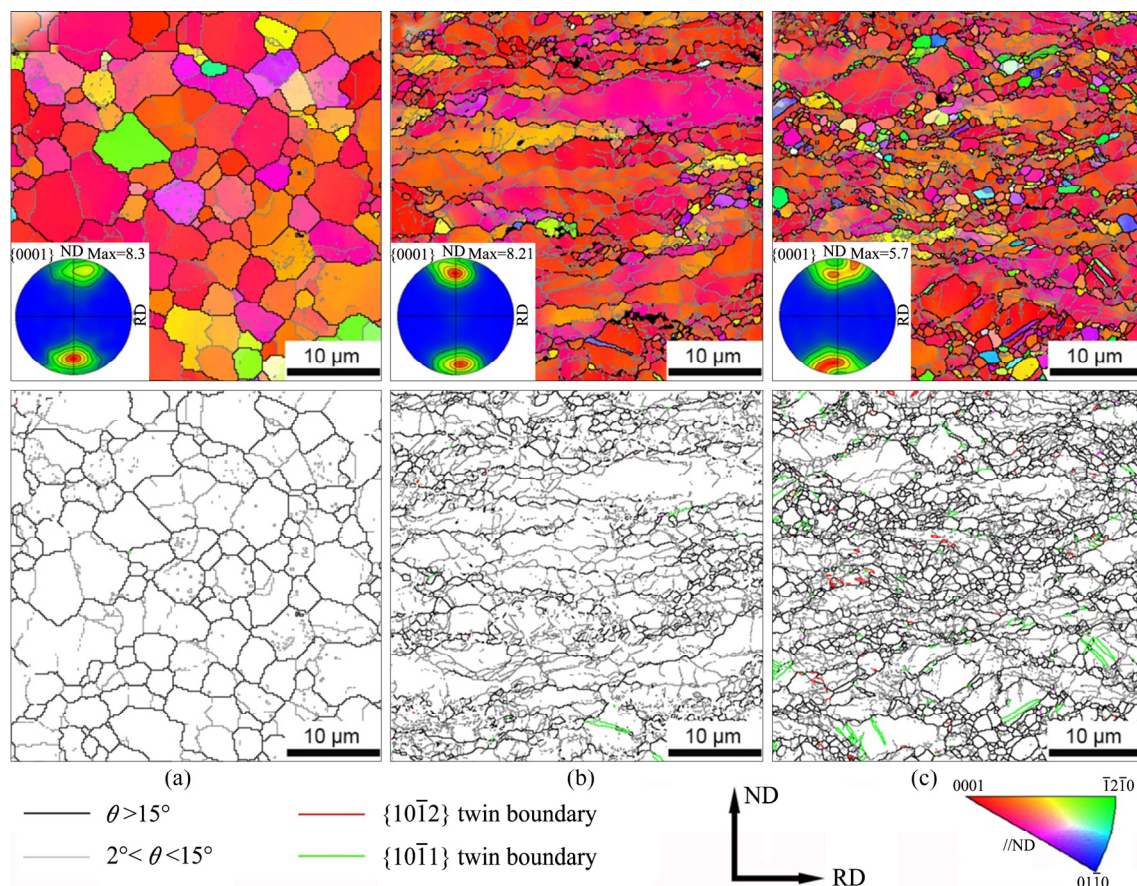 {0001} ND Max=8.3
RD
10 μm
{0001} ND Max=8.21
RD
10 μm
{0001} ND Max=5.7
RD
10 μm
10 μm
10 μm
10 μm
(a)
(b)
(c)
θ >15°
{101̅2} twin boundary
2°< θ <15°
{101̅1} twin boundary
ND
RD
0001
1̅21̅0
//ND
011̅0